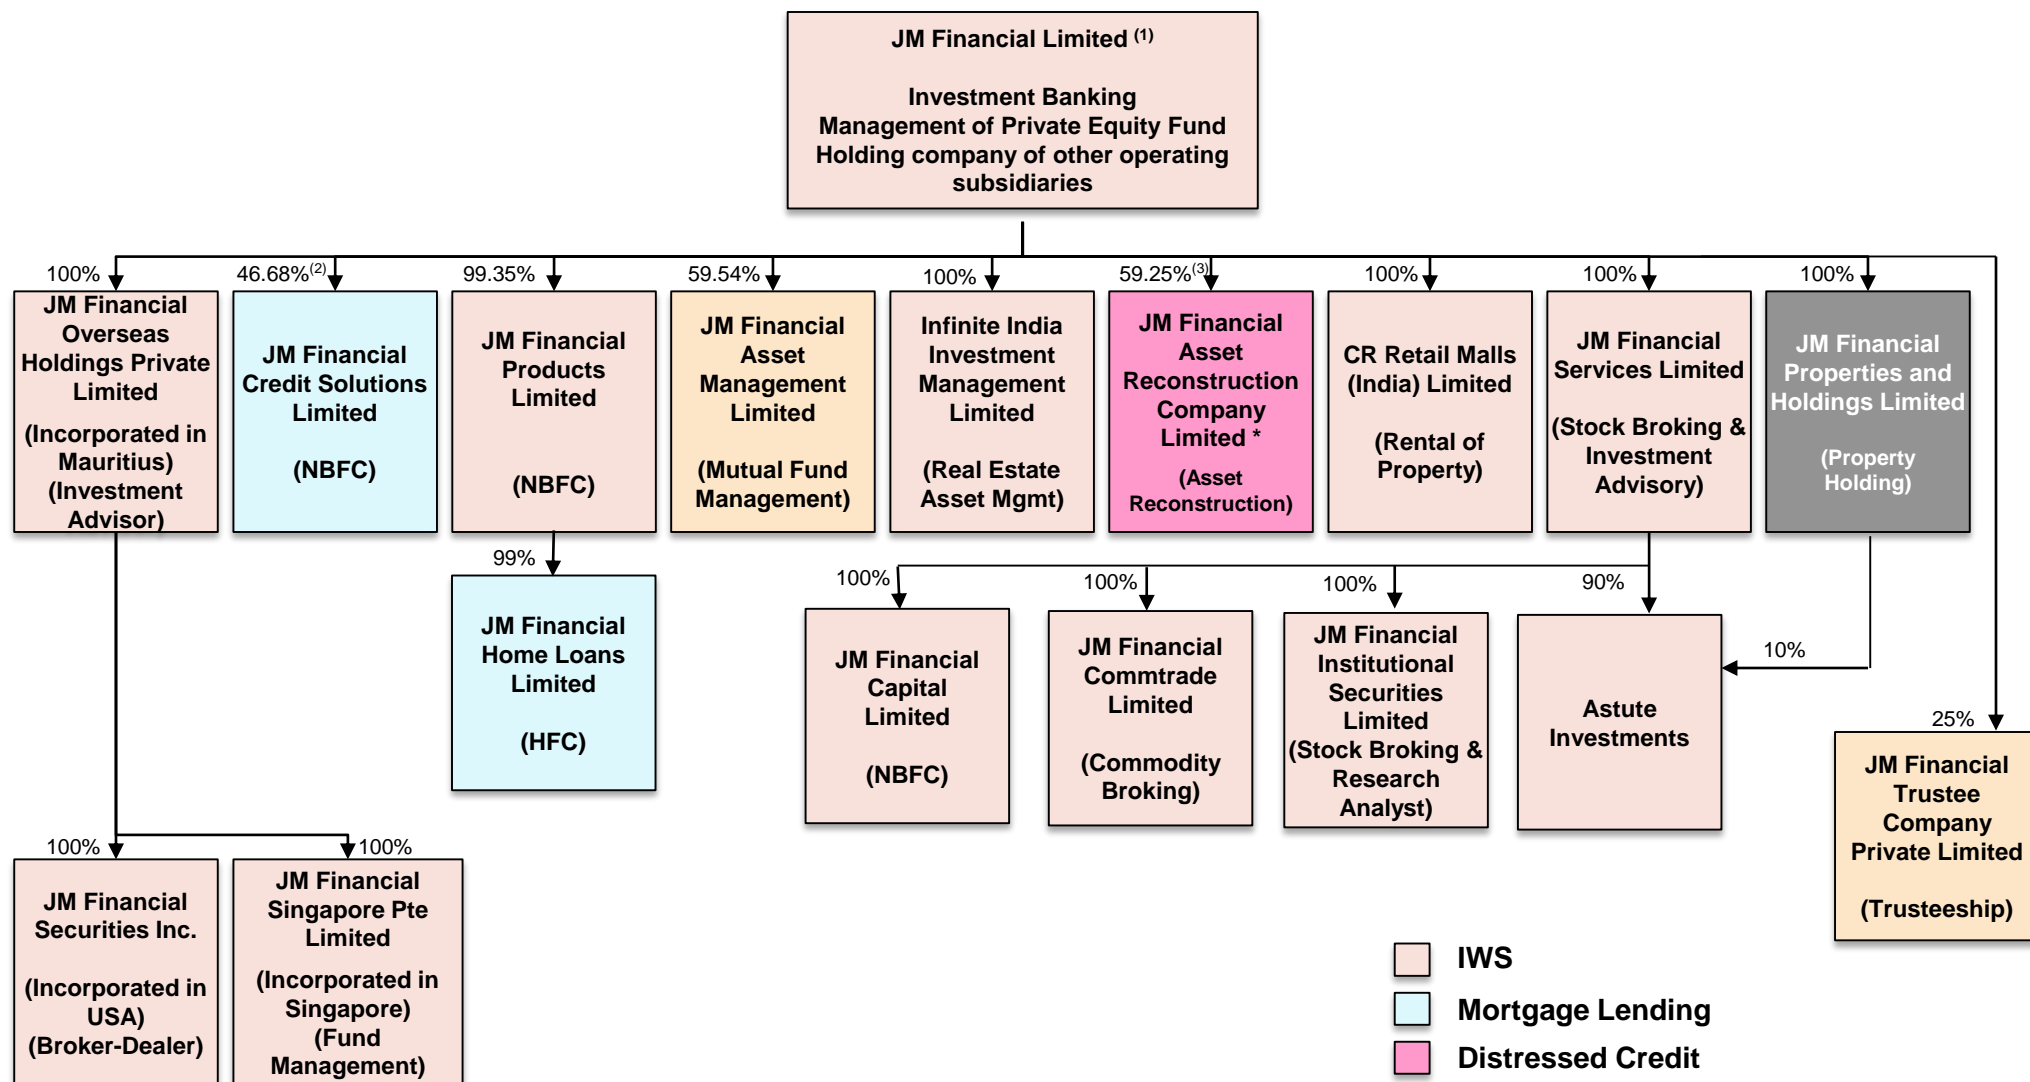 JM Financial Limited (1)
Investment Banking
Management of Private Equity Fund
Holding company of other operating
subsidiaries
100%
JM Financial
Overseas
Holdings Private
Limited
(Incorporated in
Mauritius)
(Investment
Advisor)
46.68%(2)
JM Financial
Credit Solutions
Limited
(NBFC)
99.35%
JM Financial
Products
Limited
(NBFC)
59.54%
JM Financial
Asset
Management
Limited
(Mutual Fund
Management)
100%
Infinite India
Investment
Management
Limited
(Real Estate
Asset Mgmt)
59.25%(3)
JM Financial
Asset
Reconstruction
Company
Limited *
(Asset
Reconstruction)
100%
CR Retail Malls
(India) Limited
(Rental of
Property)
100%
JM Financial
Services Limited
(Stock Broking &
Investment
Advisory)
100%
JM Financial
Properties and
Holdings Limited
(Property
Holding)
99%
JM Financial
Home Loans
Limited
(HFC)
100%
JM Financial
Capital
Limited
(NBFC)
100%
JM Financial
Commtrade
Limited
(Commodity
Broking)
100%
JM Financial
Institutional
Securities
Limited
(Stock Broking &
Research
Analyst)
90%
Astute
Investments
10%
25%
JM Financial
Trustee
Company
Private Limited
(Trusteeship)
100%
JM Financial
Securities Inc.
(Incorporated in
USA)
(Broker-Dealer)
100%
JM Financial
Singapore Pte
Limited
(Incorporated in
Singapore)
(Fund
Management)
IWS
Mortgage Lending
Distressed Credit